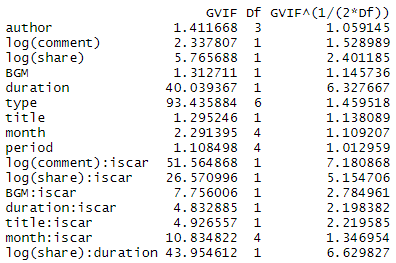 GVIF Df GVIF^(1/(2*Df))
author 1.411668 3 1.059145
log(comment) 2.337807 1 1.528989
log(share) 5.765688 1 2.401185
BGM 1.312711 1 1.145736
duration 40.039367 1 6.327667
type 93.435884 6 1.459518
title 1.295246 1 1.138089
month 2.291395 4 1.109207
period 1.108498 4 1.012959
log(comment):iscar 51.564868 1 7.180868
log(share):iscar 26.570996 1 5.154706
BGM:iscar 7.756006 1 2.784961
duration:iscar 4.832885 1 2.198382
title:iscar 4.926557 1 2.219585
month:iscar 10.834822 4 1.346954
log(share):duration 43.954612 1 6.629827